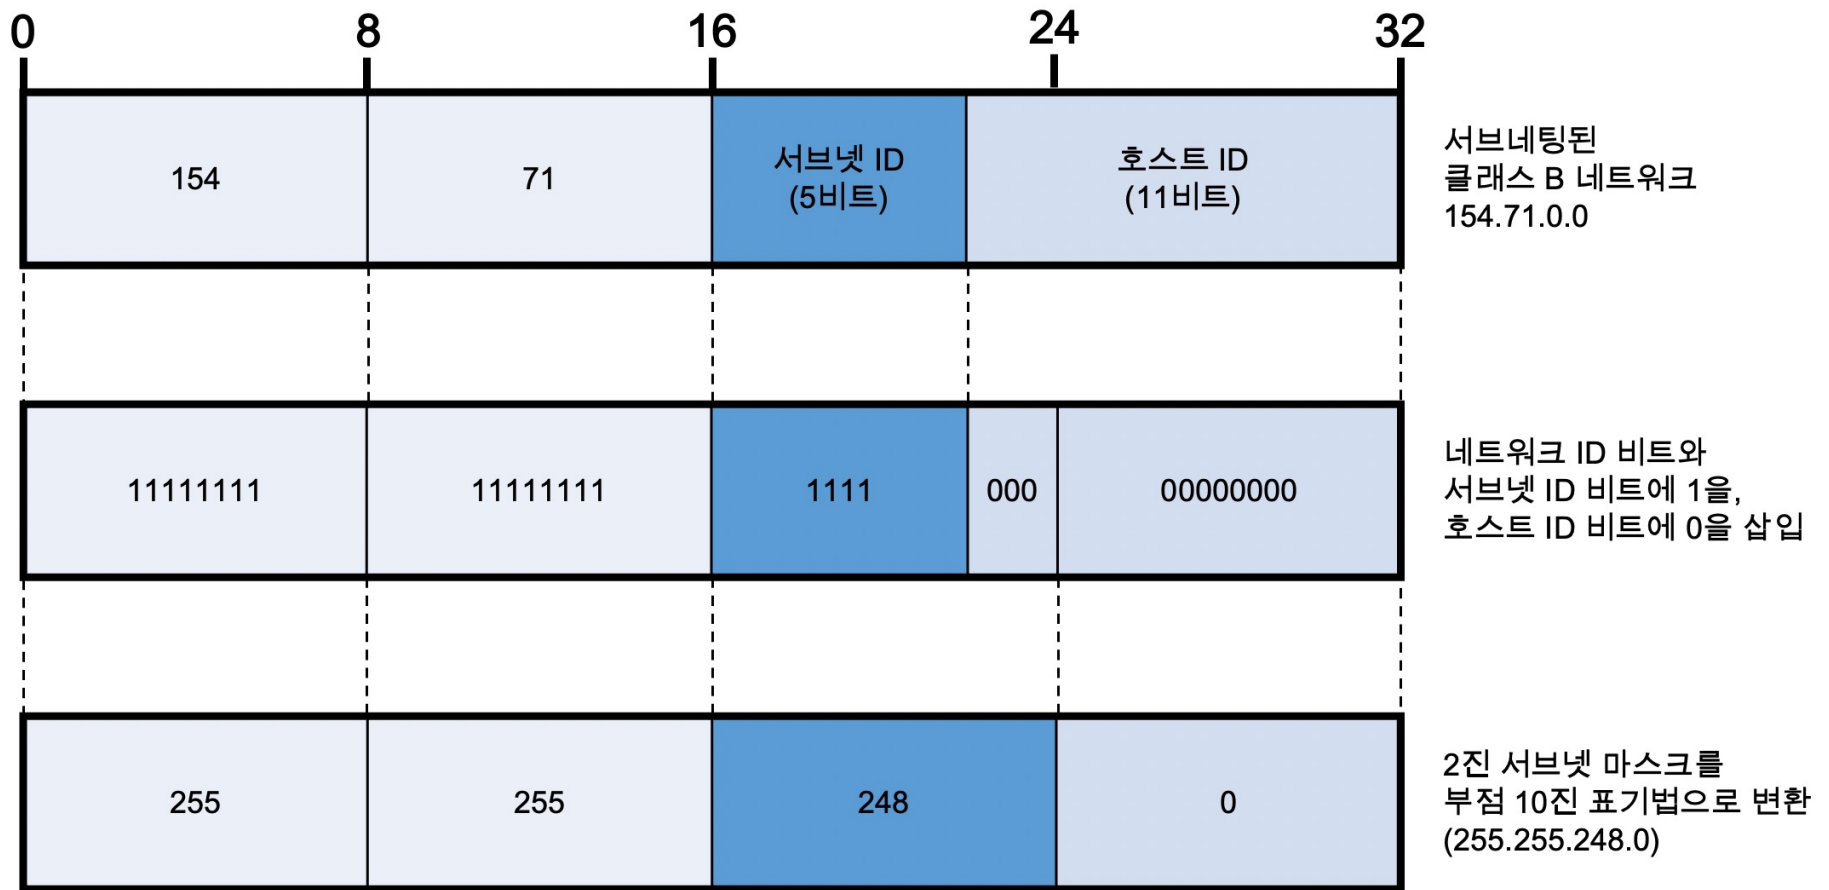 0 8 16 24 32
154
71
서브넷 ID
(5비트)
호스트 ID
(11비트)
서브네팅된
클래스 B 네트워크
154.71.0.0
11111111
11111111
1111
000
00000000
네트워크 ID 비트와
서브넷 ID 비트에 1을,
호스트 ID 비트에 0을 삽입
255
255
248
0
2진 서브넷 마스크를
부점 10진 표기법으로 변환
(255.255.248.0)